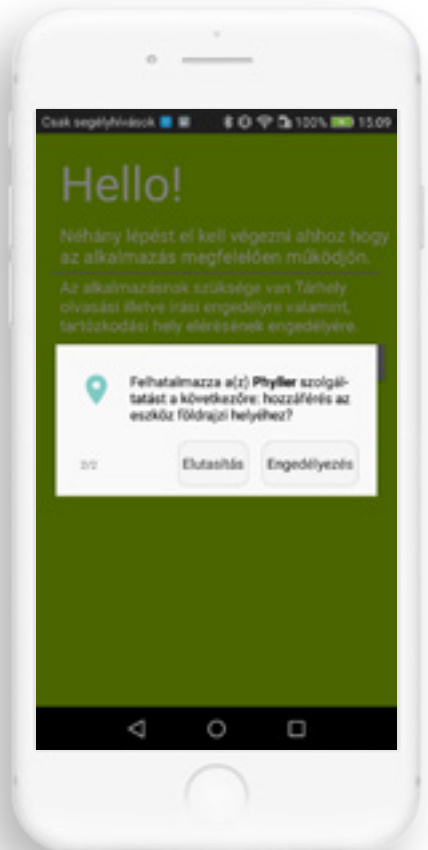 Csak segélyhívások 100% 15:09
Hello!
Néhány lépést el kell végezni ahhoz hogy
az alkalmazás megfelelően működjön.
Az alkalmazásnak szüksége van Tárhely
olvasási illetve írási engedélyre valamint,
tartózkodási hely elérésének engedélyére.
Felhatalmazza a(z) Phyller szolgál-
tatást a következőre: hozzáférés az
eszköz földrajzi helyéhez?
2/2 Elutasítás Engedélyezés